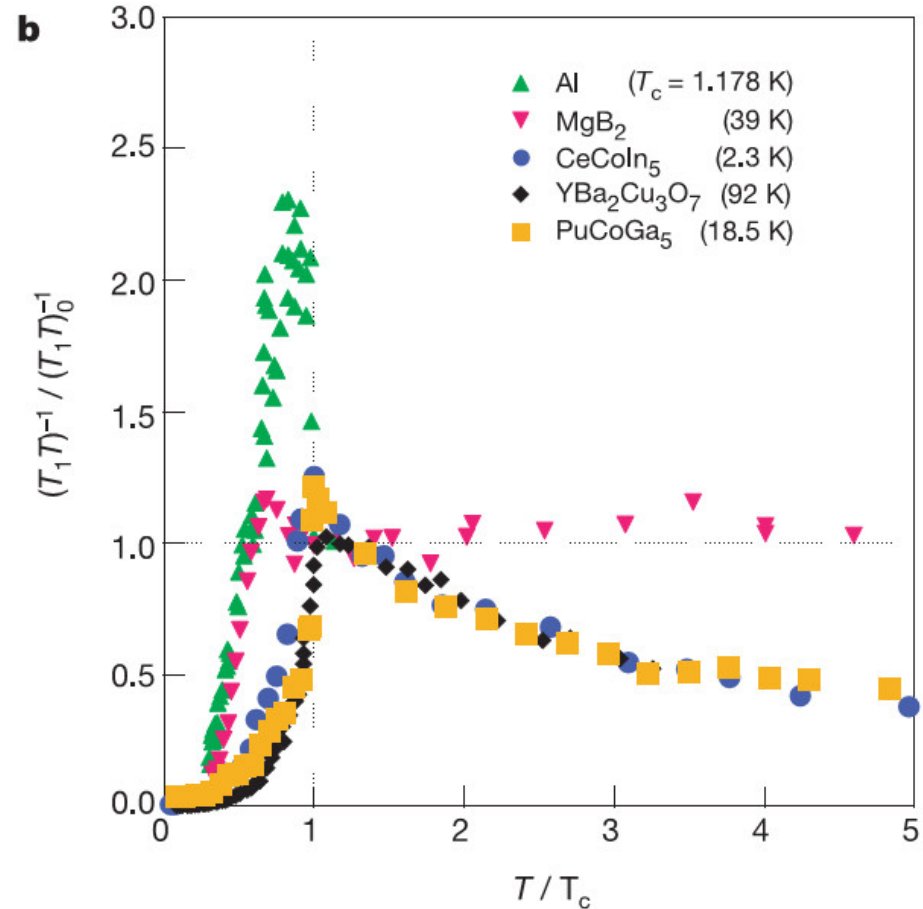 b
3.0
2.5
2.0
1.5
1.0
0.5
0.0
(T₁T)⁻¹ / (T₁T)₀⁻¹
Al (T_c = 1.178 K)
MgB₂ (39 K)
CeCoIn₅ (2.3 K)
YBa₂Cu₃O₇ (92 K)
PuCoGa₅ (18.5 K)
0 1 2 3 4 5
T / T_c